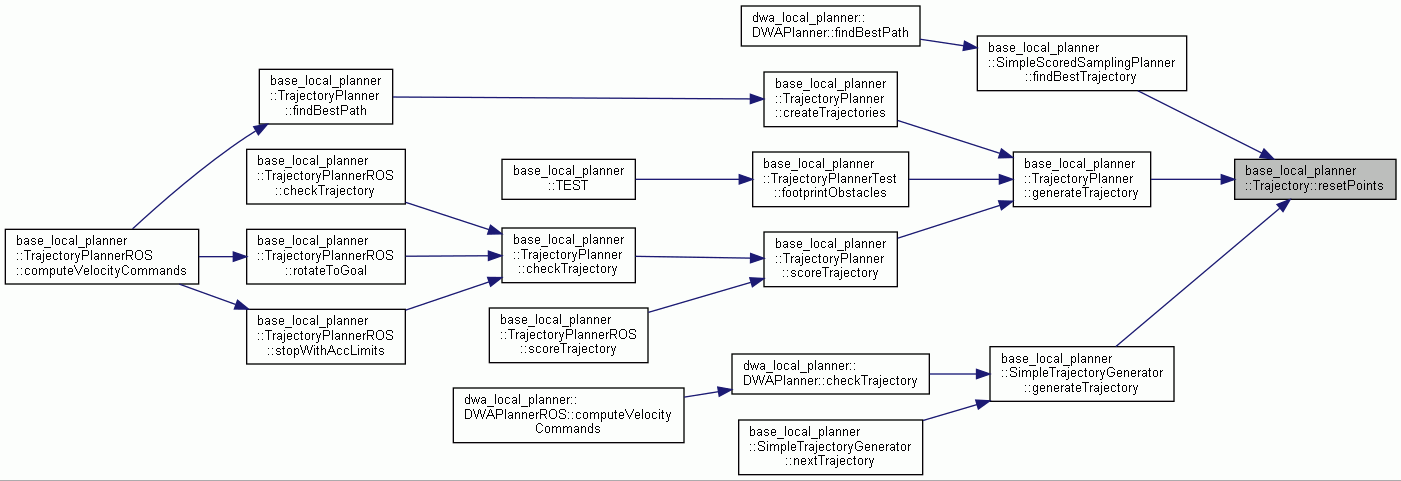 dwa_local_planner::
DWAPlanner::findBestPath
base_local_planner
::SimpleScoredSamplingPlanner
::findBestTrajectory
base_local_planner
::TrajectoryPlanner
::findBestPath
base_local_planner
::TrajectoryPlanner
::createTrajectories
base_local_planner
::TrajectoryPlannerROS
::checkTrajectory
base_local_planner
::TEST
base_local_planner
::TrajectoryPlannerTest
::footprintObstacles
base_local_planner
::TrajectoryPlanner
::generateTrajectory
base_local_planner
::Trajectory::resetPoints
base_local_planner
::TrajectoryPlannerROS
::computeVelocityCommands
base_local_planner
::TrajectoryPlannerROS
::rotateToGoal
base_local_planner
::TrajectoryPlanner
::checkTrajectory
base_local_planner
::TrajectoryPlanner
::scoreTrajectory
base_local_planner
::TrajectoryPlannerROS
::stopWithAccLimits
base_local_planner
::TrajectoryPlannerROS
::scoreTrajectory
dwa_local_planner::
DWAPlanner::checkTrajectory
base_local_planner
::SimpleTrajectoryGenerator
::generateTrajectory
dwa_local_planner::
DWAPlannerROS::computeVelocity
Commands
base_local_planner
::SimpleTrajectoryGenerator
::nextTrajectory